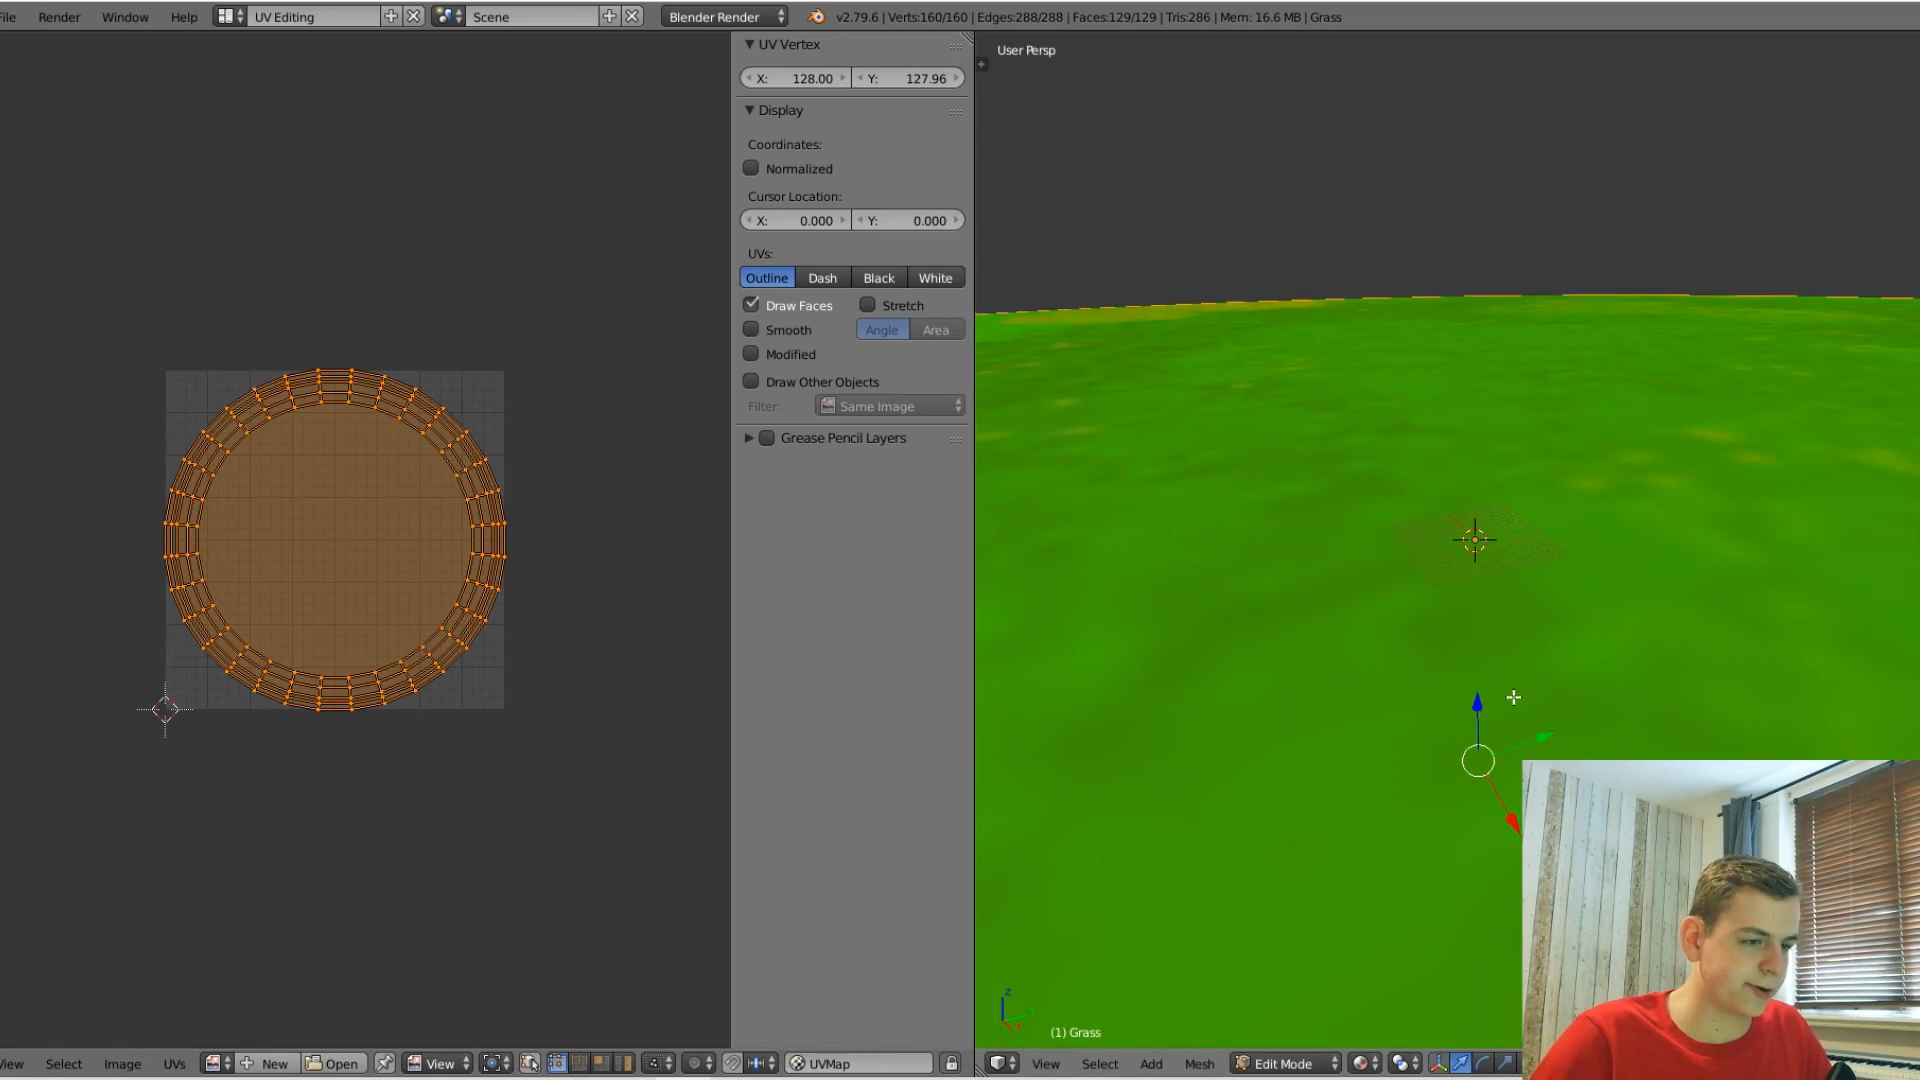 ile Render Window Help UV Editing Scene Blender Render v2.79.6 | Verts:160/160 | Edges:288/288 | Faces:129/129 | Tris:286 | Mem: 16.6 MB | Grass
UV Vertex
X: 128.00 Y: 127.96
Display
Coordinates:
Normalized
Cursor Location:
X: 0.000 Y: 0.000
UVs:
Outline Dash Black White
Draw Faces Stretch
Smooth Angle Area
Modified
Draw Other Objects
Filter: Same Image
Grease Pencil Layers
User Persp
z
x
(1) Grass
iew Select Image UVs New Open View UVMap
View Select Add Mesh Edit Mode